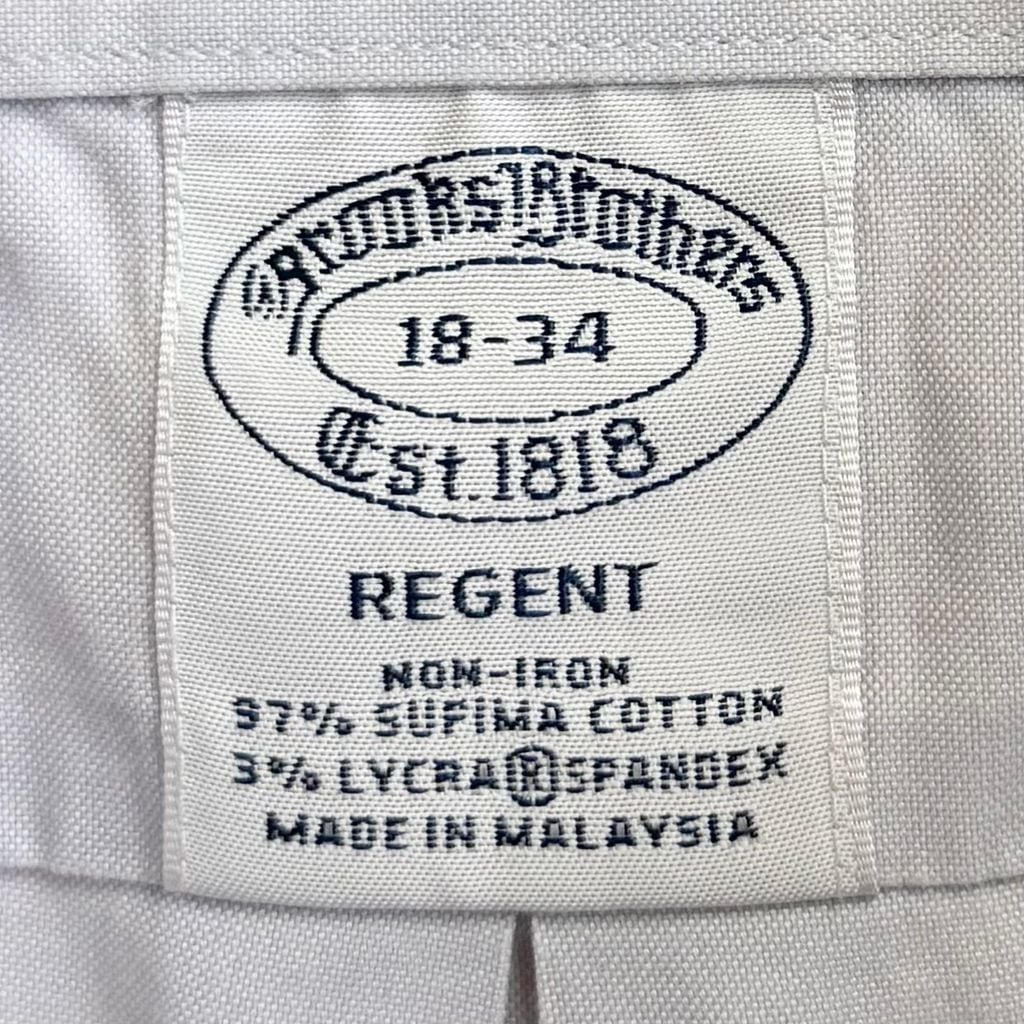 Brooks Brothers
18-34
Est. 1818
REGENT
NON-IRON
97% SUPIMA COTTON
3% LYCRA® SPANDEX
MADE IN MALAYSIA